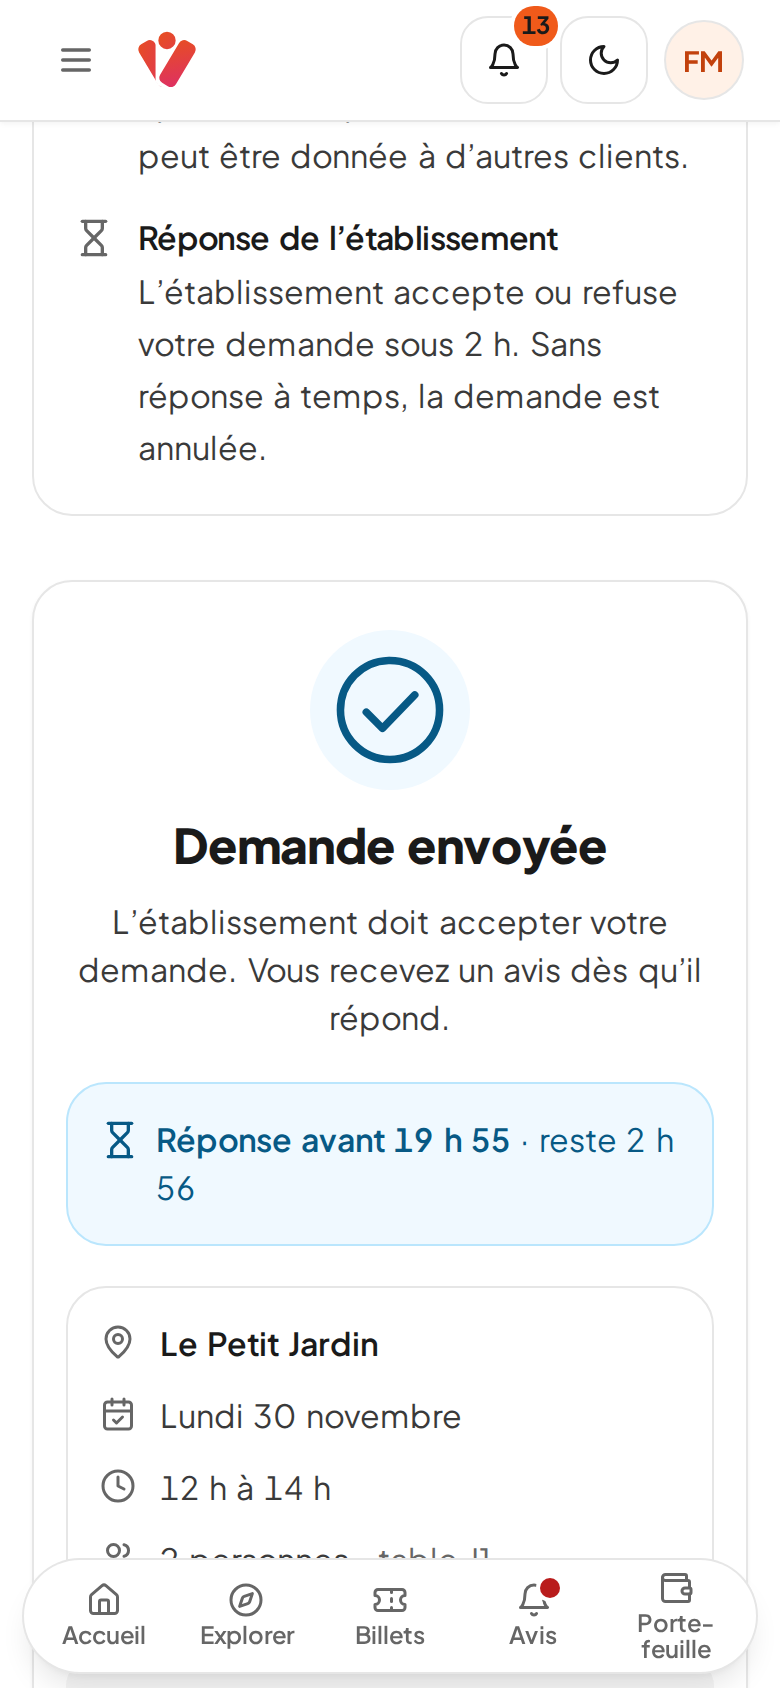 13
FM
peut être donnée à d’autres clients.
Réponse de l’établissement
L’établissement accepte ou refuse
votre demande sous 2 h. Sans
réponse à temps, la demande est
annulée.
Demande envoyée
L’établissement doit accepter votre
demande. Vous recevez un avis dès qu’il
répond.
Réponse avant 19 h 55 · reste 2 h
56
Le Petit Jardin
Lundi 30 novembre
12 h à 14 h
personnes
Accueil
Explorer
Billets
Avis
Porte-
feuille